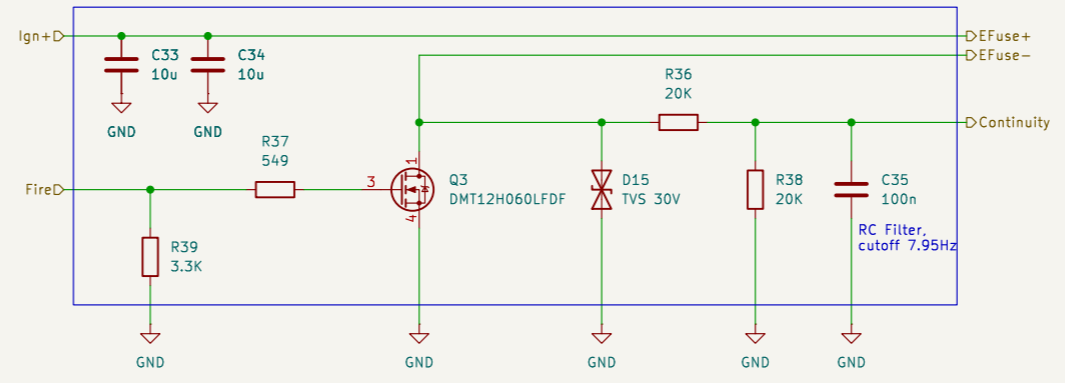 Ign+
C33
10u
C34
10u
GND
GND
EFuse+
EFuse-
R36
20K
Continuity
R37
549
Fire
3
1
4
Q3
DMT12H060LFDF
D15
TVS 30V
R38
20K
C35
100n
RC Filter,
cutoff 7.95Hz
R39
3.3K
GND
GND
GND
GND
GND